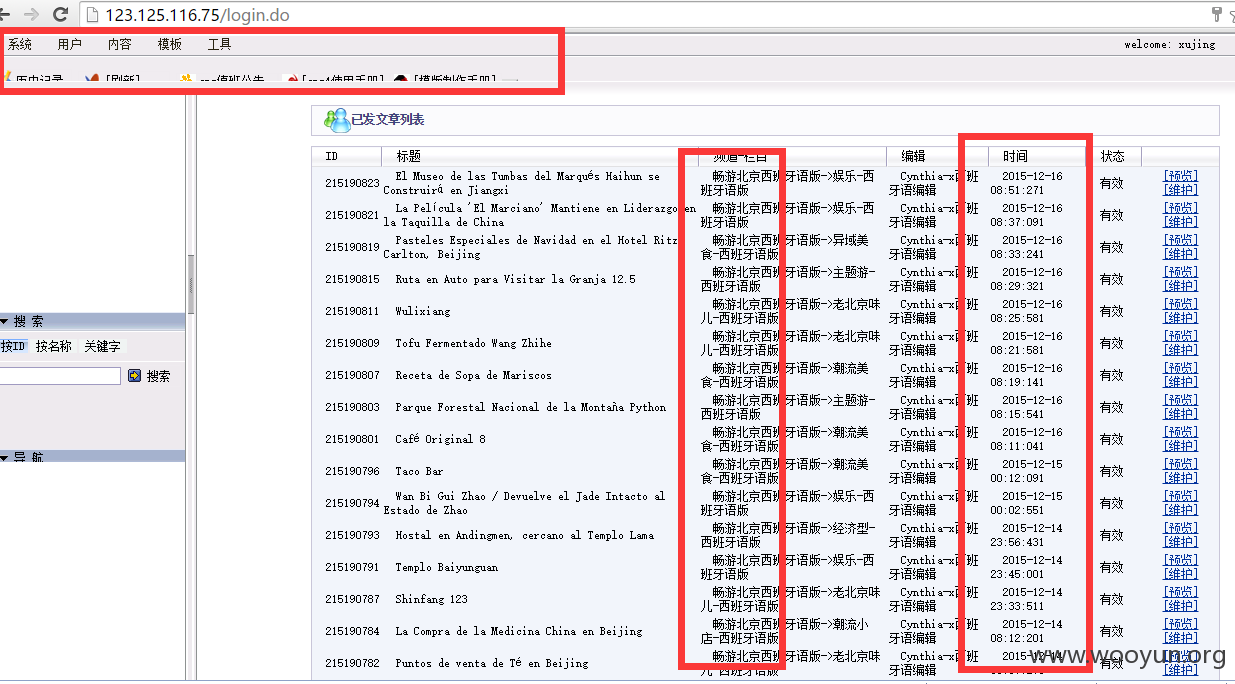 123.125.116.75/login.do
系统 用户 内容 模板 工具 welcome: xujing
历史记录 [刷新]
已发文章列表
ID 标题 频道-栏目 编辑 时间 状态
215190823 El Museo de las Tumbas del Marqués Haihun se 畅游北京西班牙语版->娱乐-西 Cynthia-x西班 2015-12-16 有效 [预览]
Construirá en Jiangxi 班牙语版 牙语编辑 08:51:271 [维护]
215190821 La Película 'El Marciano' Mantiene en Liderazgo en 畅游北京西班牙语版->娱乐-西 Cynthia-x西班 2015-12-16 有效 [预览]
la Taquilla de China 班牙语版 牙语编辑 08:37:091 [维护]
215190819 Pasteles Especiales de Navidad en el Hotel Ritz 畅游北京西班牙语版->异域美 Cynthia-x西班 2015-12-16 有效 [预览]
Carlton, Beijing 食-西班牙语版 牙语编辑 08:33:241 [维护]
215190815 Ruta en Auto para Visitar la Granja 12.5 畅游北京西班牙语版->主题游- Cynthia-x西班 2015-12-16 有效 [预览]
西班牙语版 牙语编辑 08:29:321 [维护]
215190811 Wulixiang 畅游北京西班牙语版->老北京味 Cynthia-x西班 2015-12-16 有效 [预览]
儿-西班牙语版 牙语编辑 08:25:581 [维护]
215190809 Tofu Fermentado Wang Zhihe 畅游北京西班牙语版->老北京味 Cynthia-x西班 2015-12-16 有效 [预览]
儿-西班牙语版 牙语编辑 08:21:581 [维护]
215190807 Receta de Sopa de Mariscos 畅游北京西班牙语版->潮流美 Cynthia-x西班 2015-12-16 有效 [预览]
食-西班牙语版 牙语编辑 08:19:141 [维护]
215190803 Parque Forestal Nacional de la Montaña Python 畅游北京西班牙语版->主题游- Cynthia-x西班 2015-12-16 有效 [预览]
西班牙语版 牙语编辑 08:15:541 [维护]
215190801 Café Original 8 畅游北京西班牙语版->潮流美 Cynthia-x西班 2015-12-16 有效 [预览]
食-西班牙语版 牙语编辑 08:11:041 [维护]
215190796 Taco Bar 畅游北京西班牙语版->潮流美 Cynthia-x西班 2015-12-15 有效 [预览]
食-西班牙语版 牙语编辑 00:12:091 [维护]
215190794 Wan Bi Gui Zhao / Devuelve el Jade Intacto al 畅游北京西班牙语版->娱乐-西 Cynthia-x西班 2015-12-15 有效 [预览]
Estado de Zhao 班牙语版 牙语编辑 00:02:551 [维护]
215190793 Hostal en Andingmen, cercano al Templo Lama 畅游北京西班牙语版->经济型- Cynthia-x西班 2015-12-14 有效 [预览]
西班牙语版 牙语编辑 23:56:431 [维护]
215190791 Templo Baiyunguan 畅游北京西班牙语版->娱乐-西 Cynthia-x西班 2015-12-14 有效 [预览]
班牙语版 牙语编辑 23:45:001 [维护]
215190787 Shinfang 123 畅游北京西班牙语版->老北京味 Cynthia-x西班 2015-12-14 有效 [预览]
儿-西班牙语版 牙语编辑 23:33:511 [维护]
215190784 La Compra de la Medicina China en Beijing 畅游北京西班牙语版->潮流小 Cynthia-x西班 2015-12-14 有效 [预览]
店-西班牙语版 牙语编辑 08:12:201 [维护]
215190782 Puntos de venta de Té en Beijing 畅游北京西班牙语版->老北京味 Cynthia-x西班 2015-12-14 有效 [预览]
儿-西班牙语版 牙语编辑 [维护]
搜 索
按ID 按名称 关键字
搜索
导 航
www.wooyun.org